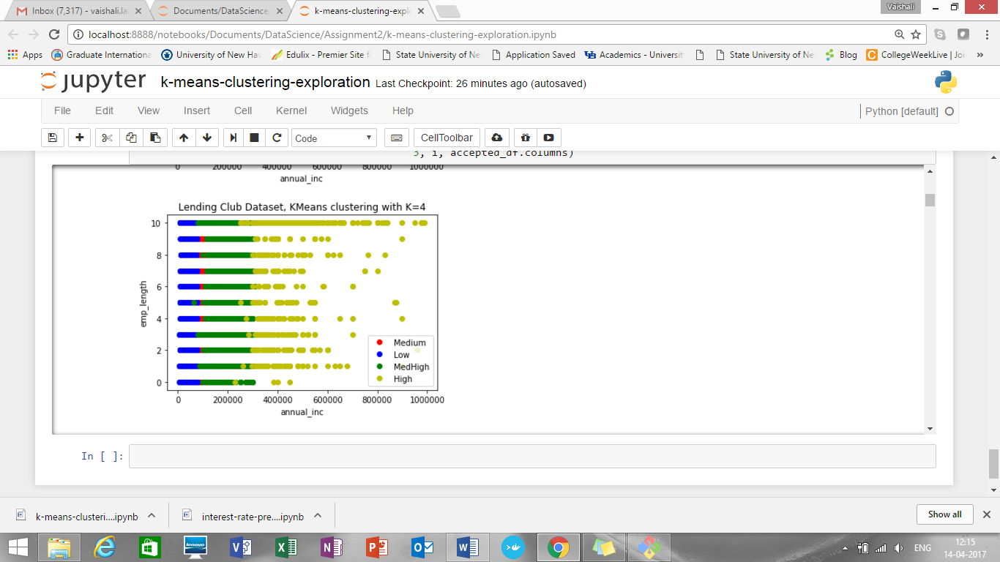 Inbox (7,317) - vaishali.la
Documents/DataScience/
k-means-clustering-explo
Vaishali
localhost:8888/notebooks/Documents/DataScience/Assignment2/k-means-clustering-exploration.ipynb
Apps
Graduate Internationa
University of New Hav
Edulix - Premier Site f
State University of Ne
Application Saved
Academics - Universit
State University of Ne
Blog
CollegeWeekLive | Joi
»
jupyter k-means-clustering-exploration Last Checkpoint: 26 minutes ago (autosaved)
File Edit View Insert Cell Kernel Widgets Help
Python [default]
Code
CellToolbar
3, i, accepted_df.columns)
0 200000 400000 600000 800000 1000000
annual_inc
Lending Club Dataset, KMeans clustering with K=4
10
8
6
4
2
0
emp_length
Medium
Low
MedHigh
High
0 200000 400000 600000 800000 1000000
annual_inc
In [ ]:
k-means-clusteri....ipynb
interest-rate-pre....ipynb
Show all
lenovo
ENG
12:15
14-04-2017